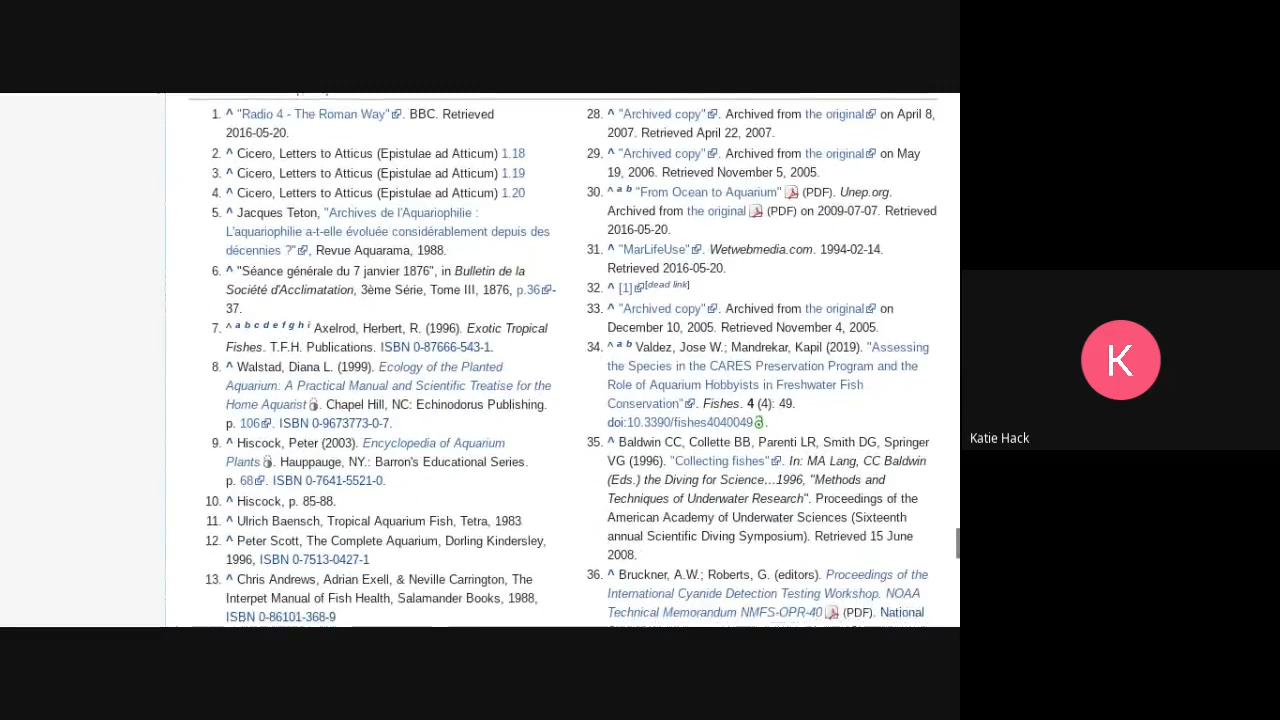 1. ^ "Radio 4 - The Roman Way". BBC. Retrieved
2016-05-20.
2. ^ Cicero, Letters to Atticus (Epistulae ad Atticum) 1.18
3. ^ Cicero, Letters to Atticus (Epistulae ad Atticum) 1.19
4. ^ Cicero, Letters to Atticus (Epistulae ad Atticum) 1.20
5. ^ Jacques Teton, "Archives de l'Aquariophilie :
L'aquariophilie a-t-elle évoluée considérablement depuis des
décennies ?", Revue Aquarama, 1988.
6. ^ "Séance générale du 7 janvier 1876", in Bulletin de la
Société d'Acclimatation, 3ème Série, Tome III, 1876, p.36-
37.
7. ^ a b c d e f g h i Axelrod, Herbert, R. (1996). Exotic Tropical
Fishes. T.F.H. Publications. ISBN 0-87666-543-1.
8. ^ Walstad, Diana L. (1999). Ecology of the Planted
Aquarium: A Practical Manual and Scientific Treatise for the
Home Aquarist. Chapel Hill, NC: Echinodorus Publishing.
p. 106. ISBN 0-9673773-0-7.
9. ^ Hiscock, Peter (2003). Encyclopedia of Aquarium
Plants. Hauppauge, NY.: Barron's Educational Series.
p. 68. ISBN 0-7641-5521-0.
10. ^ Hiscock, p. 85-88.
11. ^ Ulrich Baensch, Tropical Aquarium Fish, Tetra, 1983
12. ^ Peter Scott, The Complete Aquarium, Dorling Kindersley,
1996, ISBN 0-7513-0427-1
13. ^ Chris Andrews, Adrian Exell, & Neville Carrington, The
Interpet Manual of Fish Health, Salamander Books, 1988,
ISBN 0-86101-368-9
28. ^ "Archived copy". Archived from the original on April 8,
2007. Retrieved April 22, 2007.
29. ^ "Archived copy". Archived from the original on May
19, 2006. Retrieved November 5, 2005.
30. ^ a b "From Ocean to Aquarium" (PDF). Unep.org.
Archived from the original (PDF) on 2009-07-07. Retrieved
2016-05-20.
31. ^ "MarLifeUse". Wetwebmedia.com. 1994-02-14.
Retrieved 2016-05-20.
32. ^ [1][dead link]
33. ^ "Archived copy". Archived from the original on
December 10, 2005. Retrieved November 4, 2005.
34. ^ a b Valdez, Jose W.; Mandrekar, Kapil (2019). "Assessing
the Species in the CARES Preservation Program and the
Role of Aquarium Hobbyists in Freshwater Fish
Conservation". Fishes. 4 (4): 49.
doi:10.3390/fishes4040049.
35. ^ Baldwin CC, Collette BB, Parenti LR, Smith DG, Springer
VG (1996). "Collecting fishes". In: MA Lang, CC Baldwin
(Eds.) the Diving for Science…1996, "Methods and
Techniques of Underwater Research". Proceedings of the
American Academy of Underwater Sciences (Sixteenth
annual Scientific Diving Symposium). Retrieved 15 June
2008.
36. ^ Bruckner, A.W.; Roberts, G. (editors). Proceedings of the
International Cyanide Detection Testing Workshop. NOAA
Technical Memorandum NMFS-OPR-40 (PDF). National
K
Katie Hack